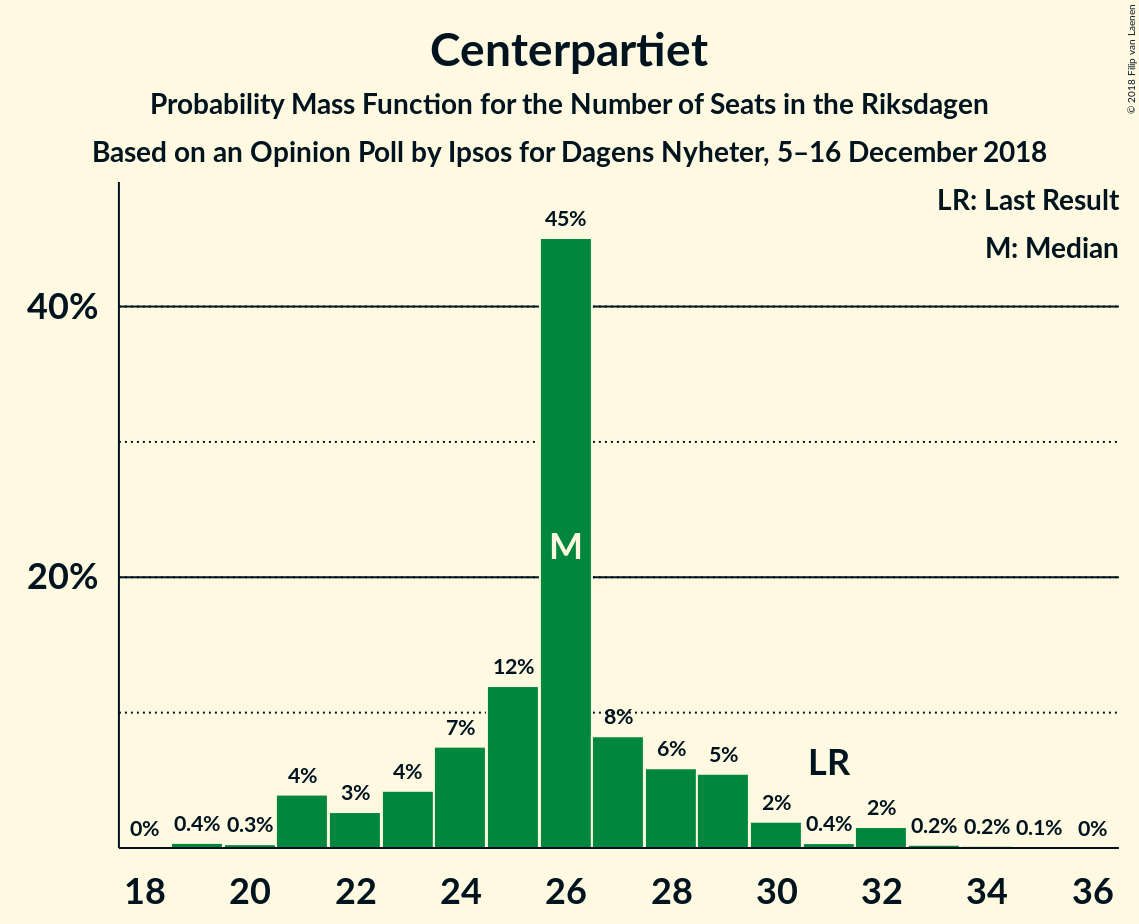 © 2018 Filip van Laenen
Centerpartiet
Probability Mass Function for the Number of Seats in the Riksdagen
Based on an Opinion Poll by Ipsos for Dagens Nyheter, 5–16 December 2018
LR: Last Result
M: Median
45%
40%
M
20%
12%
8%
7%
6%
5%
LR
4%
4%
3%
2%
2%
0%
0.4%
0.3%
0.4%
0.2%
0.2%
0.1%
0%
18 20 22 24 26 28 30 32 34 36